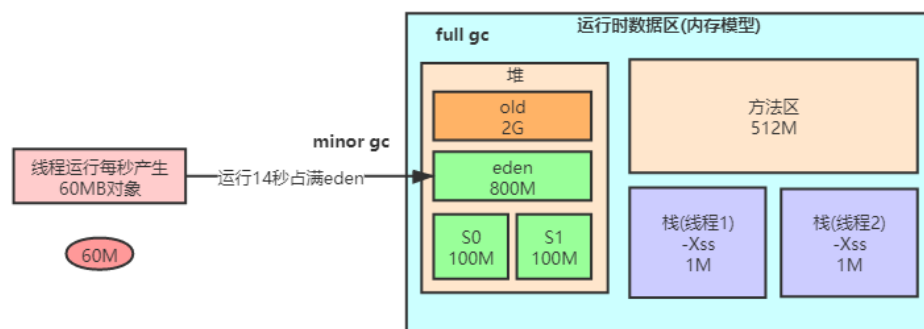 运行时数据区(内存模型)
full gc
堆
old
2G
方法区
512M
minor gc
线程运行每秒产生
60MB对象
运行14秒占满eden
eden
800M
60M
S0
100M
S1
100M
栈(线程1)
-Xss
1M
栈(线程2)
-Xss
1M